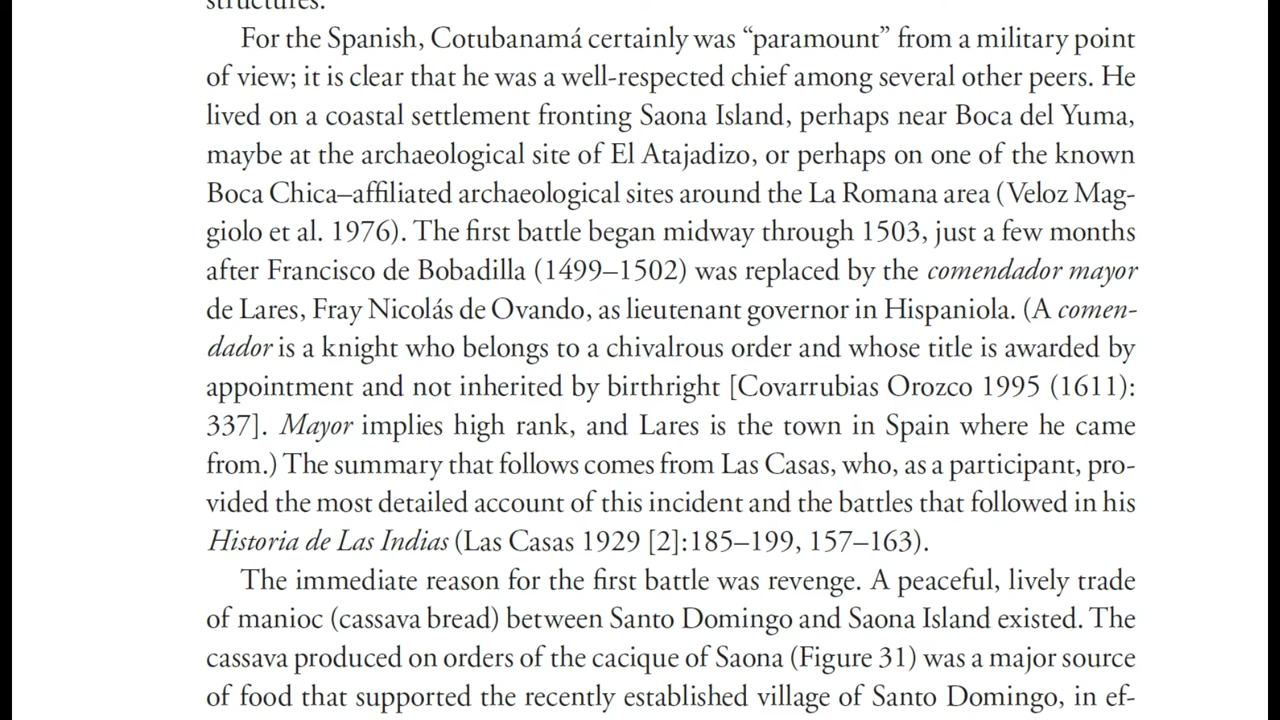 structures.
For the Spanish, Cotubanamá certainly was “paramount” from a military point
of view; it is clear that he was a well-respected chief among several other peers. He
lived on a coastal settlement fronting Saona Island, perhaps near Boca del Yuma,
maybe at the archaeological site of El Atajadizo, or perhaps on one of the known
Boca Chica–affiliated archaeological sites around the La Romana area (Veloz Mag-
giolo et al. 1976). The first battle began midway through 1503, just a few months
after Francisco de Bobadilla (1499–1502) was replaced by the comendador mayor
de Lares, Fray Nicolás de Ovando, as lieutenant governor in Hispaniola. (A comen-
dador is a knight who belongs to a chivalrous order and whose title is awarded by
appointment and not inherited by birthright [Covarrubias Orozco 1995 (1611):
337]. Mayor implies high rank, and Lares is the town in Spain where he came
from.) The summary that follows comes from Las Casas, who, as a participant, pro-
vided the most detailed account of this incident and the battles that followed in his
Historia de Las Indias (Las Casas 1929 [2]:185–199, 157–163).
The immediate reason for the first battle was revenge. A peaceful, lively trade
of manioc (cassava bread) between Santo Domingo and Saona Island existed. The
cassava produced on orders of the cacique of Saona (Figure 31) was a major source
of food that supported the recently established village of Santo Domingo, in ef-